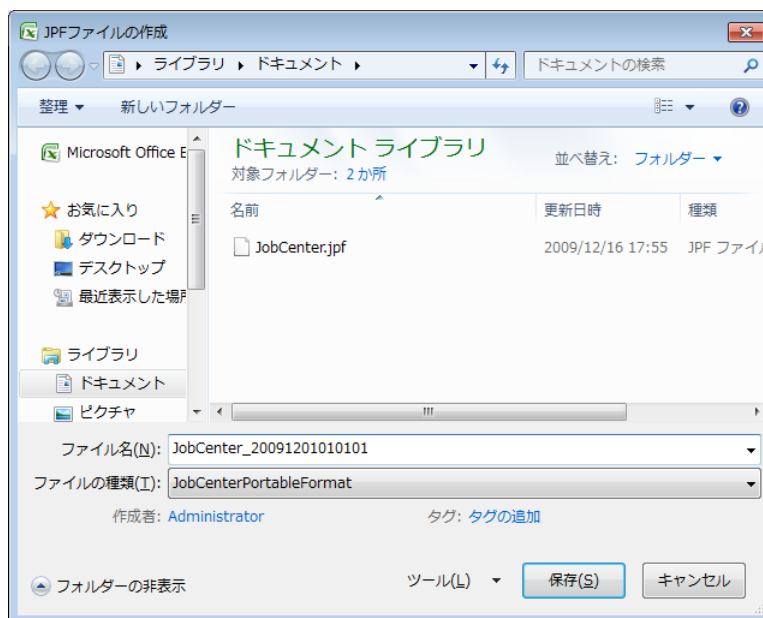 JPFファイルの作成
ライブラリ ドキュメント ドキュメントの検索
整理 新しいフォルダー
Microsoft Office E
ドキュメント ライブラリ
対象フォルダー: 2か所
並べ替え: フォルダー
お気に入り
ダウンロード
デスクトップ
最近表示した場所
ライブラリ
ドキュメント
ピクチャ
名前 更新日時 種類
JobCenter.jpf 2009/12/16 17:55 JPF ファイル
ファイル名(N): JobCenter_20091201010101
ファイルの種類(T): JobCenterPortableFormat
作成者: Administrator タグ: タグの追加
フォルダーの非表示 ツール(L) 保存(S) キャンセル